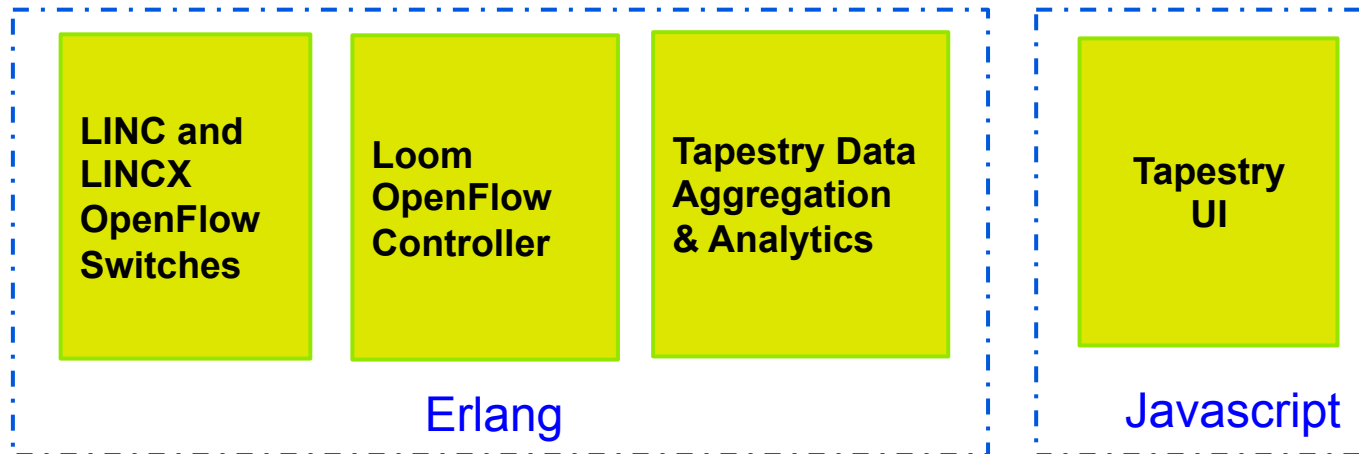 LINC and
LINCX
OpenFlow
Switches
Loom
OpenFlow
Controller
Tapestry Data
Aggregation
& Analytics
Erlang
Tapestry
UI
Javascript